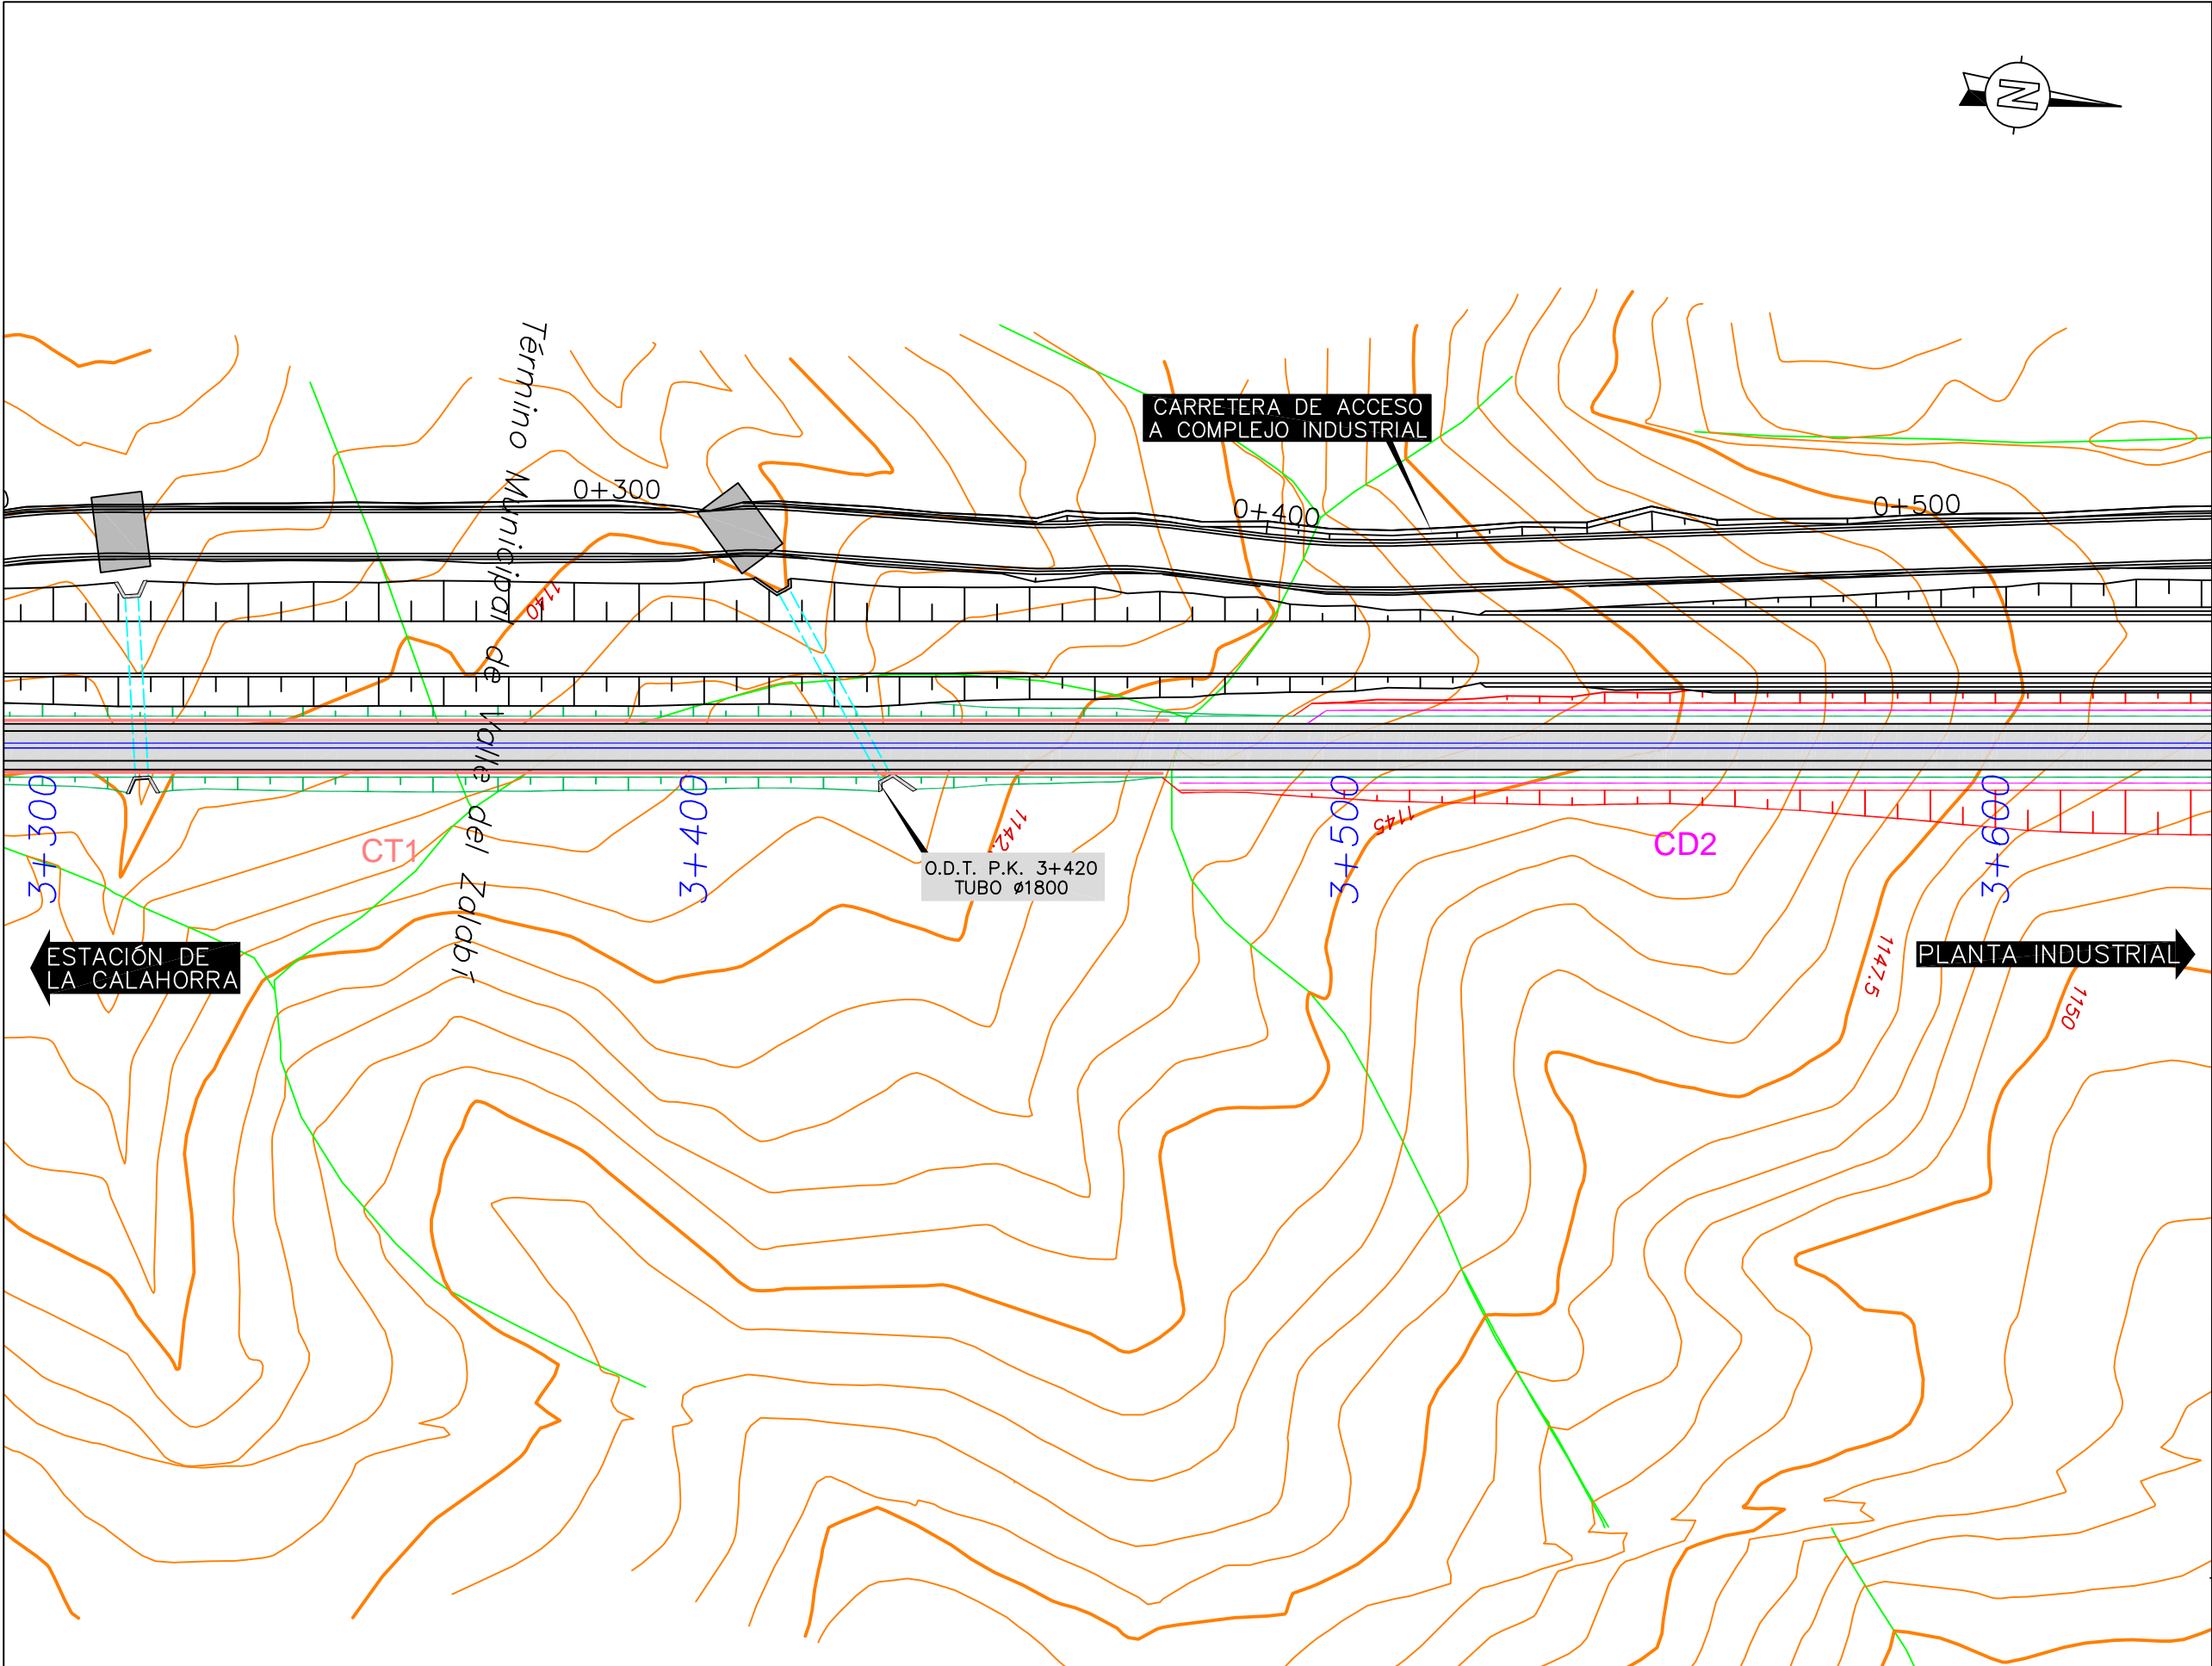 N
Término Municipal de Valle del Zalabí
CARRETERA DE ACCESO
A COMPLEJO INDUSTRIAL
0+300
0+400
0+500
1140
3+300
3+400
3+500
3+600
CT1
1142.
1145
CD2
O.D.T. P.K. 3+420
TUBO ø1800
ESTACIÓN DE
LA CALAHORRA
PLANTA INDUSTRIAL
1147.5
1150